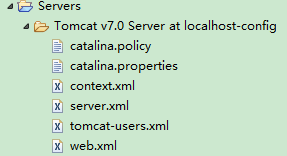 Servers
Tomcat v7.0 Server at localhost-config
catalina.policy
catalina.properties
context.xml
server.xml
tomcat-users.xml
web.xml